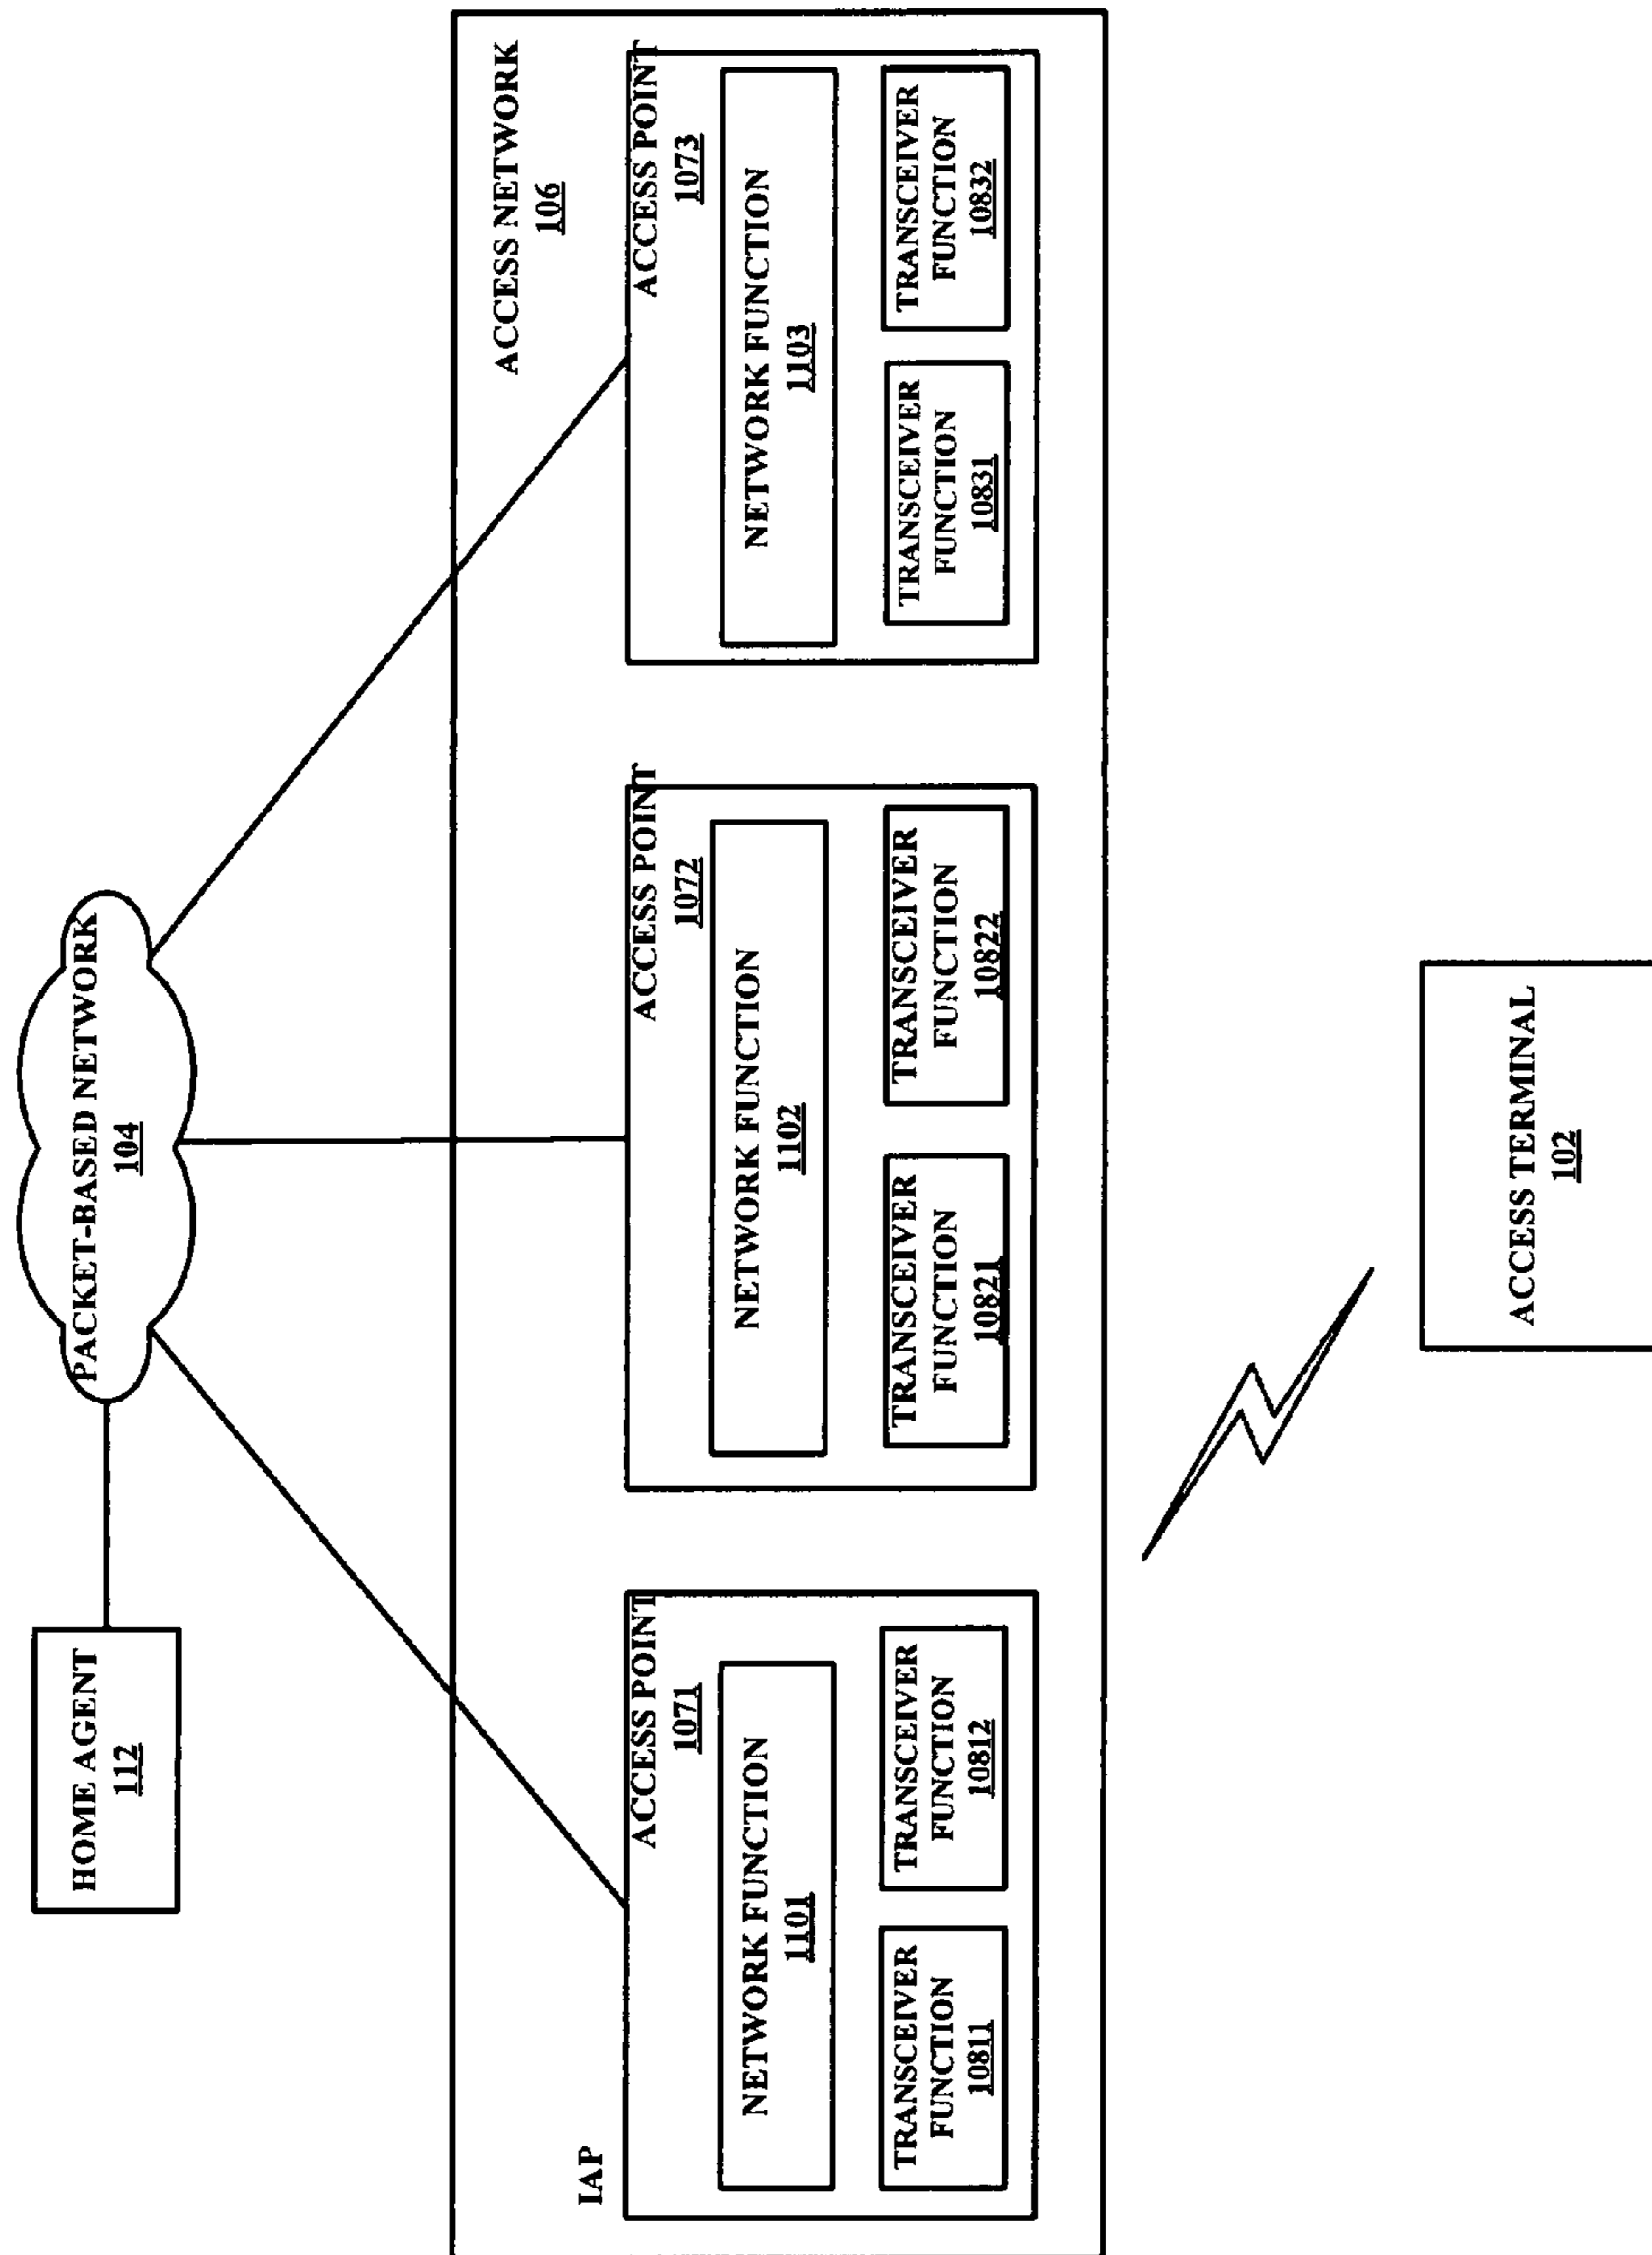 HOME AGENT
112
PACKET-BASED NETWORK
104
ACCESS NETWORK
106
IAP
ACCESS POINT
1071
NETWORK FUNCTION
1101
TRANSCEIVER
FUNCTION
10811
TRANSCEIVER
FUNCTION
10812
ACCESS POINT
1072
NETWORK FUNCTION
1102
TRANSCEIVER
FUNCTION
10821
TRANSCEIVER
FUNCTION
10822
ACCESS POINT
1073
NETWORK FUNCTION
1103
TRANSCEIVER
FUNCTION
10831
TRANSCEIVER
FUNCTION
10832
ACCESS TERMINAL
102